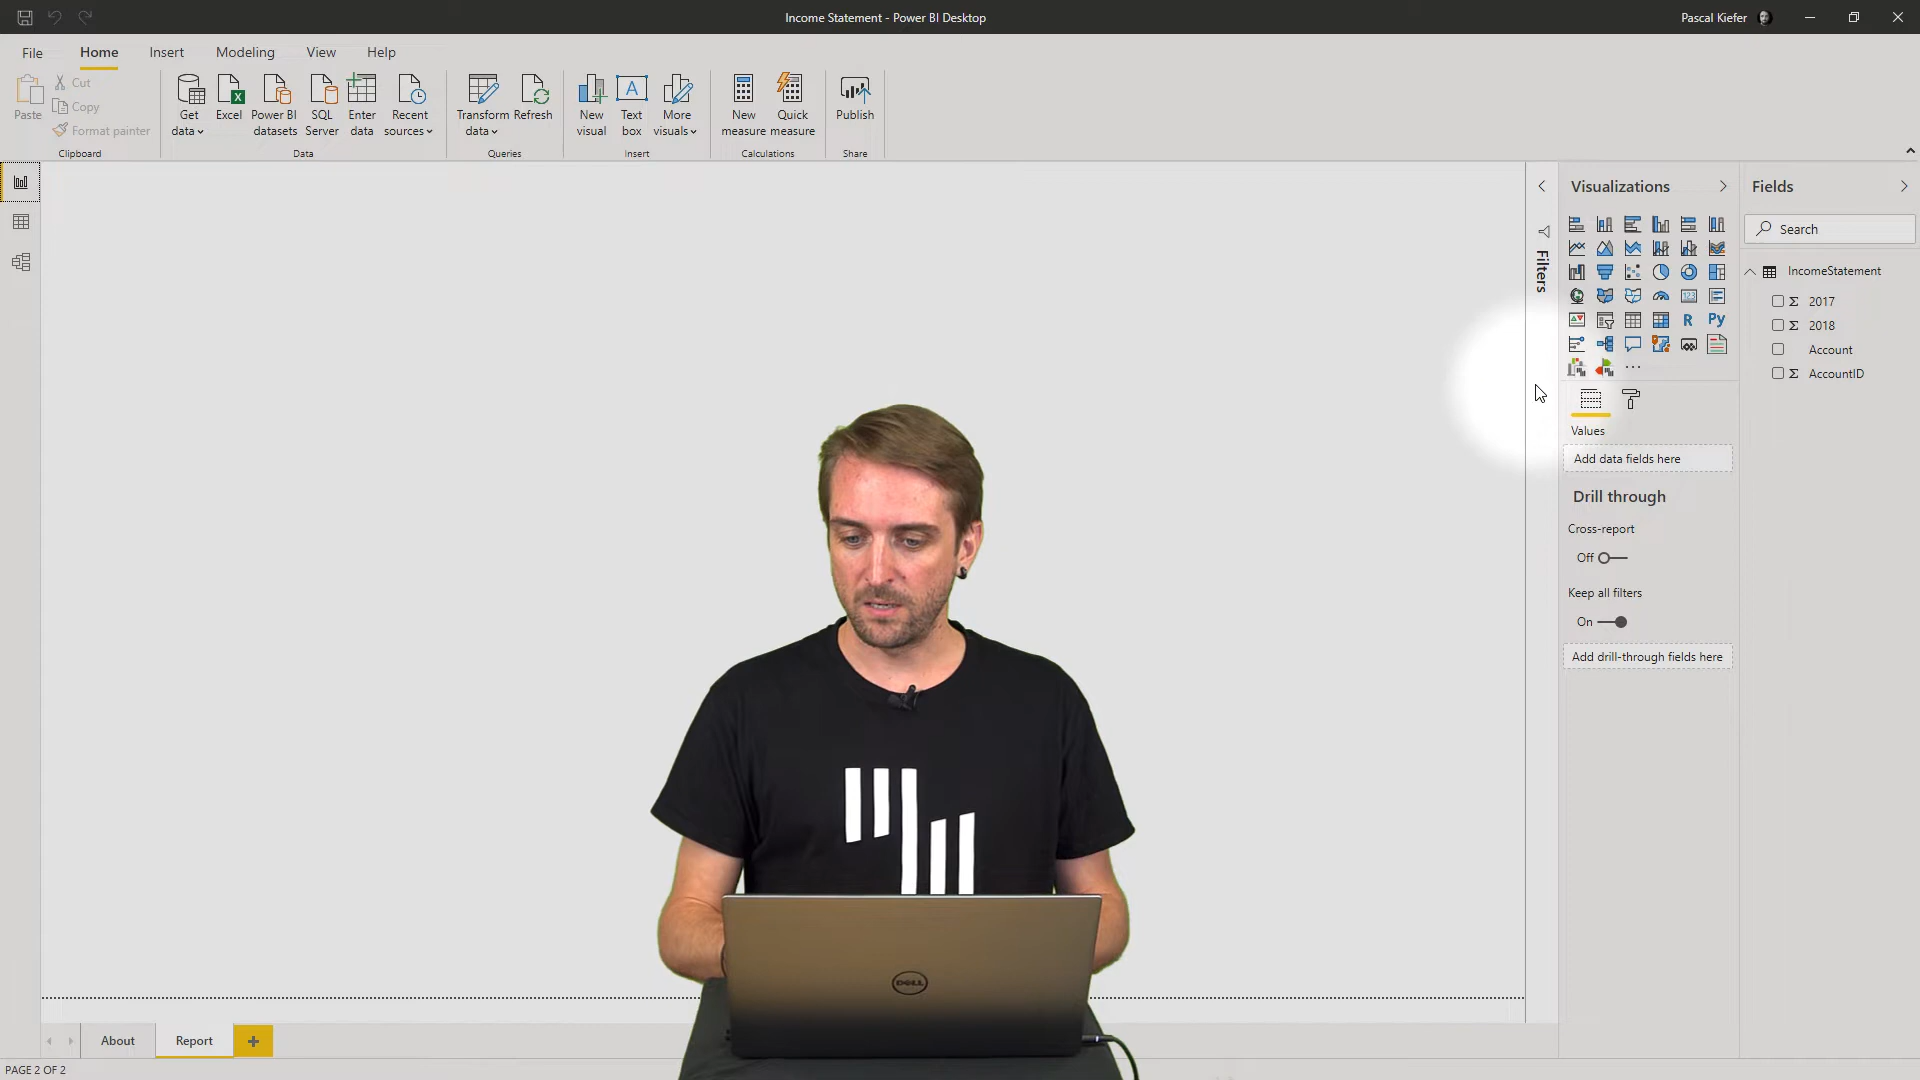 Income Statement - Power BI Desktop
Pascal Kiefer
File Home Insert Modeling View Help
Paste
Cut
Copy
Format painter
Clipboard
Get data
Excel
Power BI datasets
SQL Server
Enter data
Recent sources
Data
Transform data
Refresh
Queries
New visual
Text box
More visuals
Insert
New measure
Quick measure
Calculations
Publish
Share
Filters
Visualizations
R
Py
123
Values
Add data fields here
Drill through
Cross-report
Off
Keep all filters
On
Add drill-through fields here
Fields
Search
IncomeStatement
2017
2018
Account
AccountID
DELL
About
Report
PAGE 2 OF 2